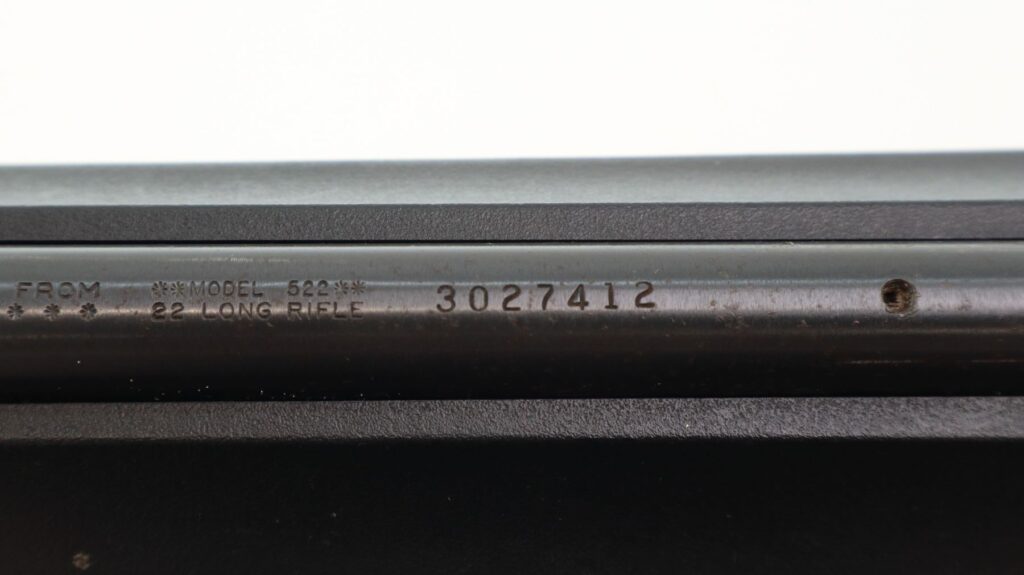 FROM **MODEL 522** 3027412
* * * 22 LONG RIFLE